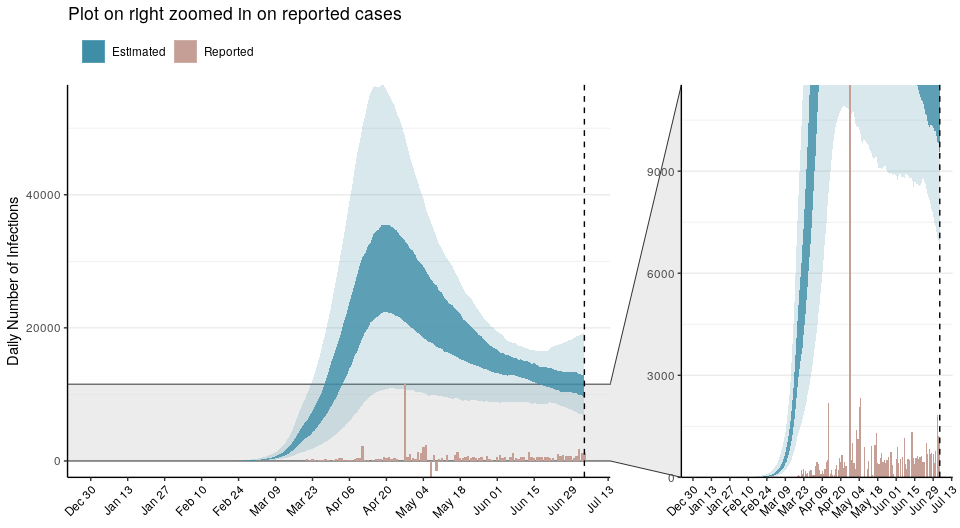 Plot on right zoomed in on reported cases
Estimated Reported
Daily Number of Infections
40000
20000
0
Dec 30 Jan 13 Jan 27 Feb 10 Feb 24 Mar 09 Mar 23 Apr 06 Apr 20 May 04 May 18 Jun 01 Jun 15 Jun 29 Jul 13
9000
6000
3000
0
Dec 30 Jan 13 Jan 27 Feb 10 Feb 24 Mar 09 Mar 23 Apr 06 Apr 20 May 04 May 18 Jun 01 Jun 15 Jun 29 Jul 13